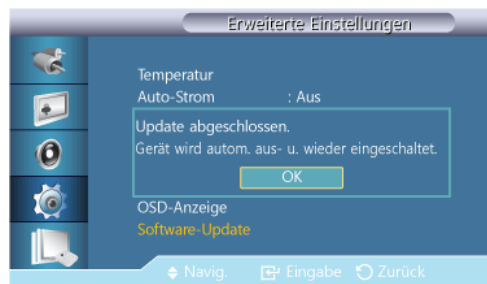 Erweiterte Einstellungen
Temperatur
Auto-Strom : Aus
Update abgeschlossen.
Gerät wird autom. aus- u. wieder eingeschaltet.
OK
OSD-Anzeige
Software-Update
Navig. Eingabe Zurück